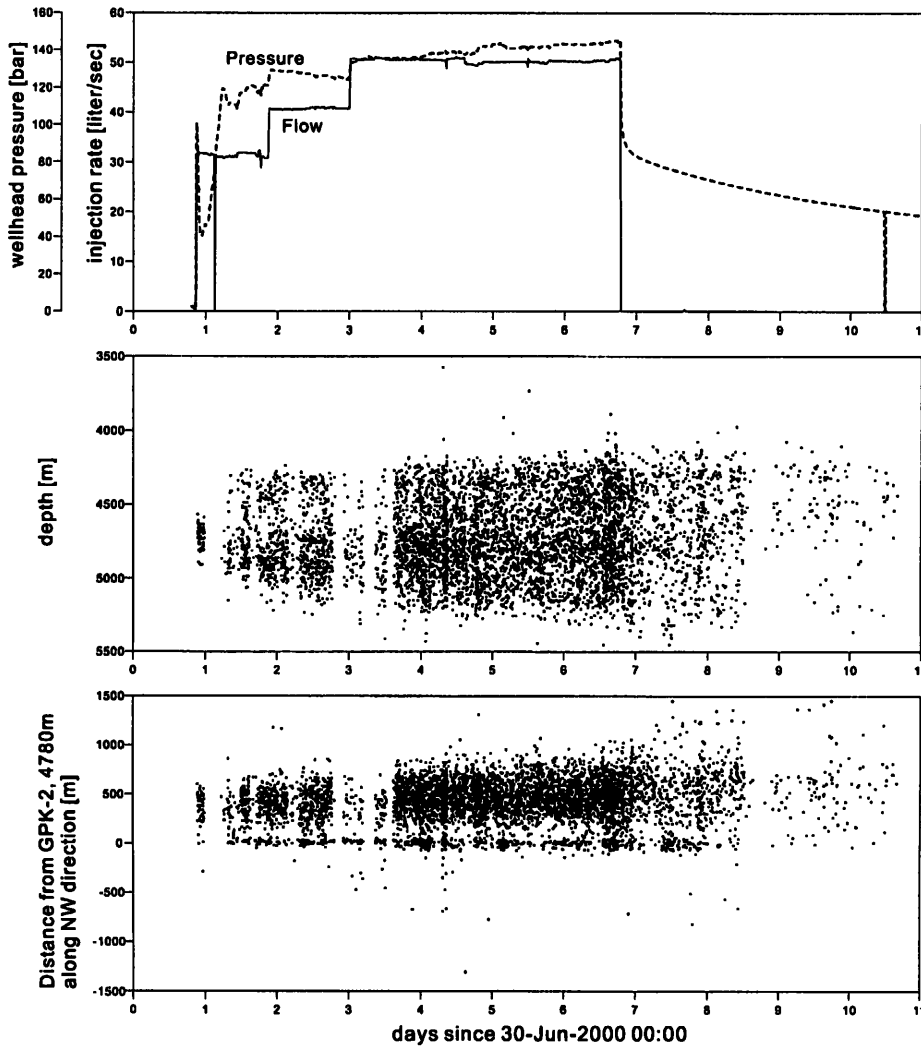 wellhead pressure [bar]
160
140
120
100
80
60
40
20
0
injection rate [liter/sec]
60
50
40
30
20
10
0
Pressure
Flow
0 1 2 3 4 5 6 7 8 9 10 11
depth [m]
3500
4000
4500
5000
5500
0 1 2 3 4 5 6 7 8 9 10 11
Distance from GPK-2, 4780m
along NW direction [m]
1500
1000
500
0
-500
-1000
-1500
0 1 2 3 4 5 6 7 8 9 10 11
days since 30-Jun-2000 00:00